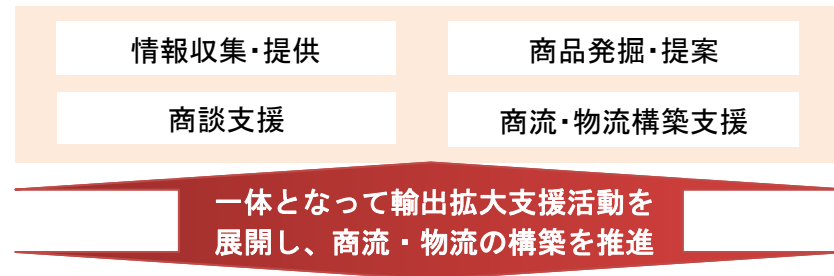 情報収集・提供
商品発掘・提案
商談支援
商流・物流構築支援
一体となって輸出拡大支援活動を
展開し、商流・物流の構築を推進